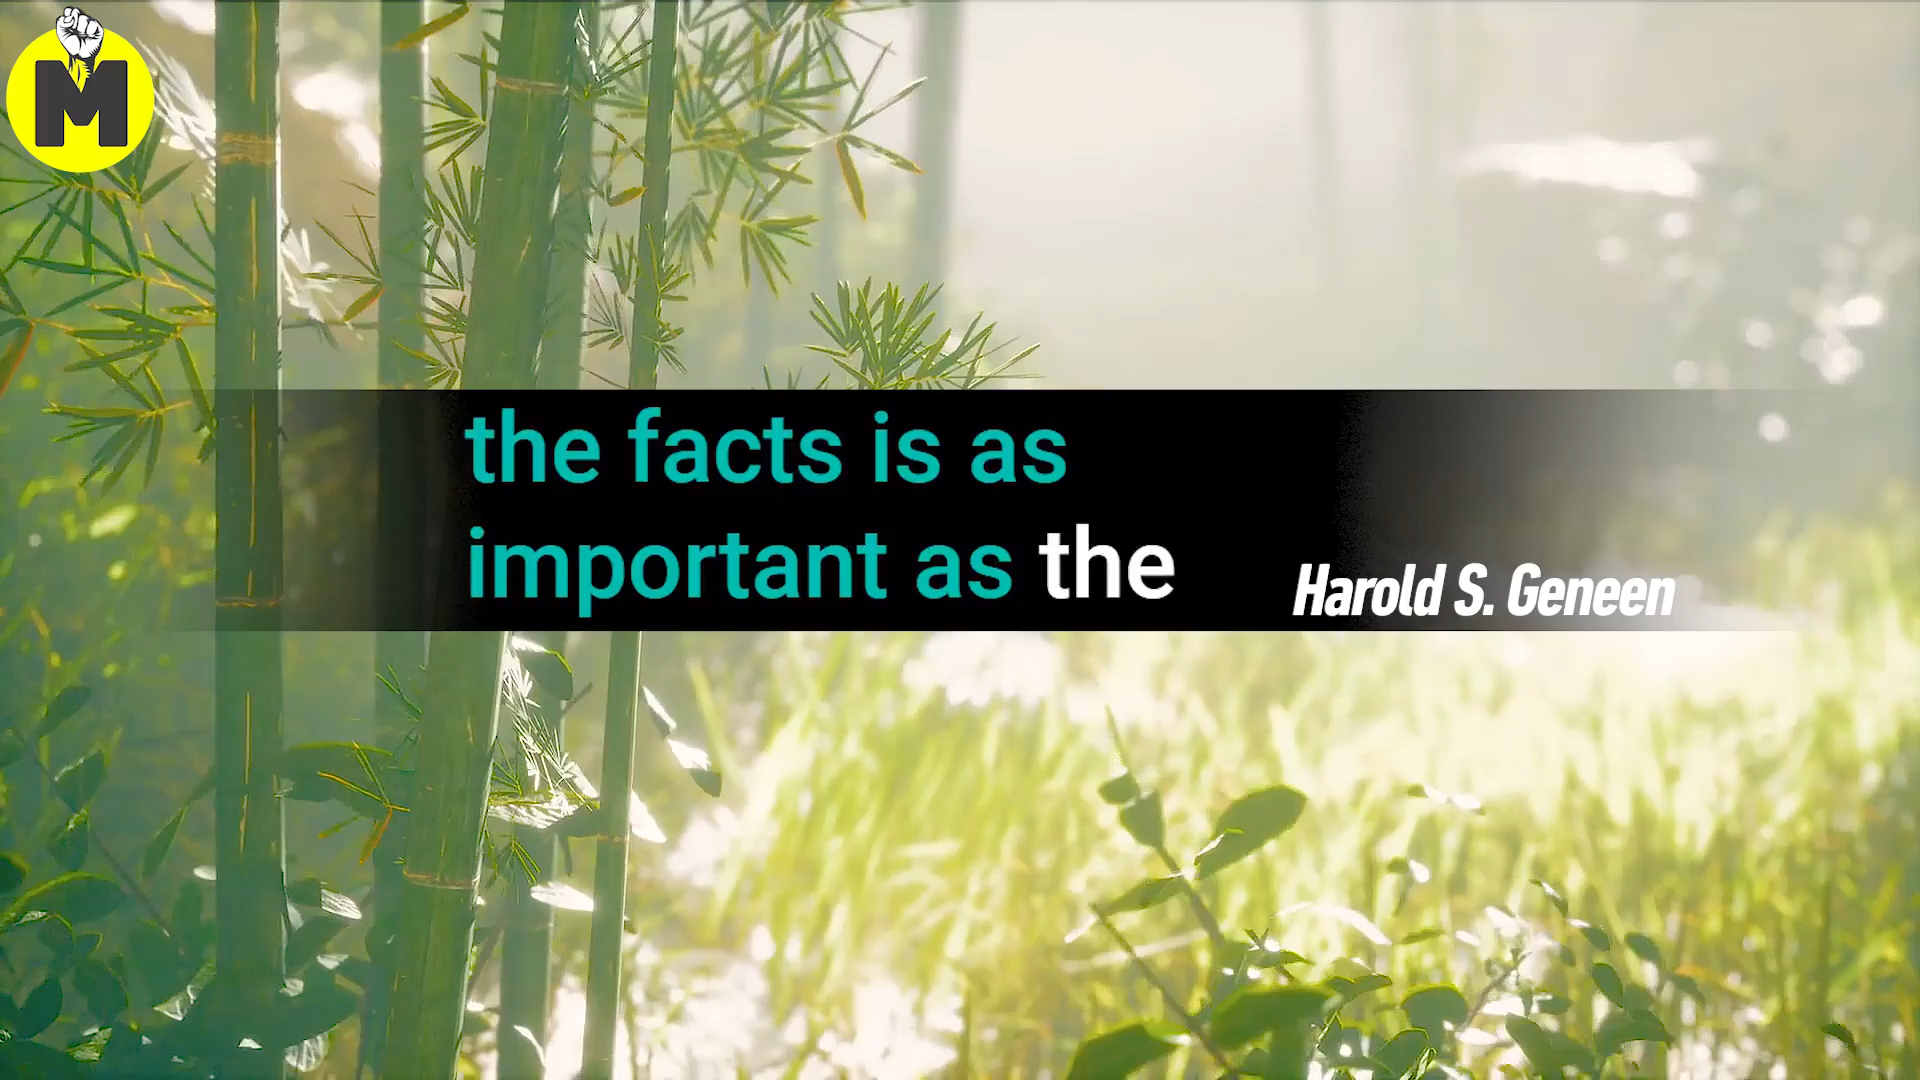 M
the facts is as
important as the
Harold S. Geneen